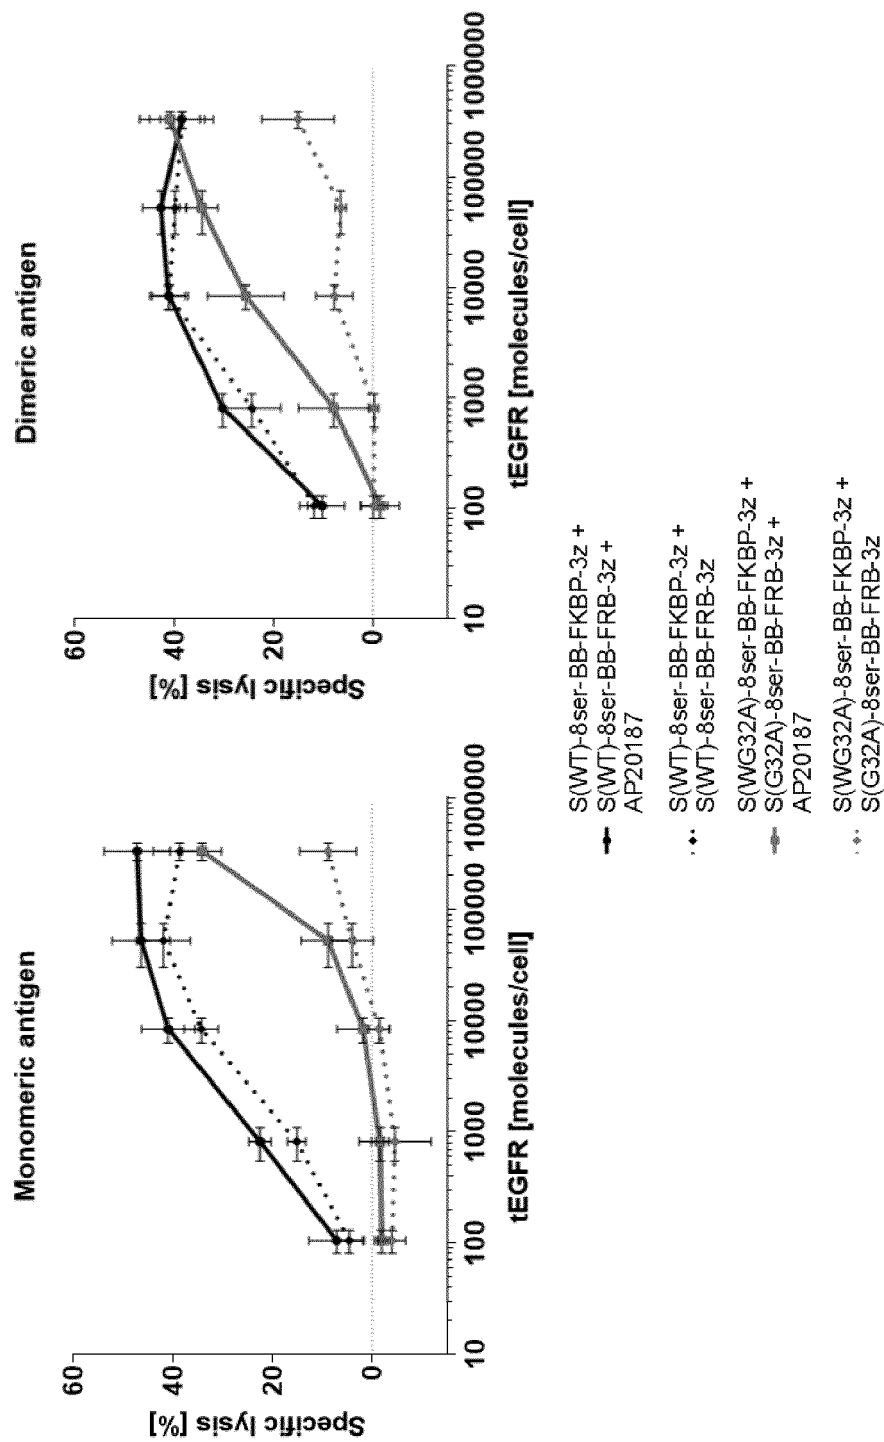 Monomeric antigen
Specific lysis [%]
60
40
20
0
10
100
1000
10000
100000
1000000
tEGFR [molecules/cell]
Dimeric antigen
Specific lysis [%]
60
40
20
0
10
100
1000
10000
100000
1000000
tEGFR [molecules/cell]
S(WT)-8ser-BB-FKBP-3z +
S(WT)-8ser-BB-FRB-3z +
AP20187
S(WT)-8ser-BB-FKBP-3z +
S(WT)-8ser-BB-FRB-3z
S(WG32A)-8ser-BB-FKBP-3z +
S(G32A)-8ser-BB-FRB-3z +
AP20187
S(WG32A)-8ser-BB-FKBP-3z +
S(G32A)-8ser-BB-FRB-3z